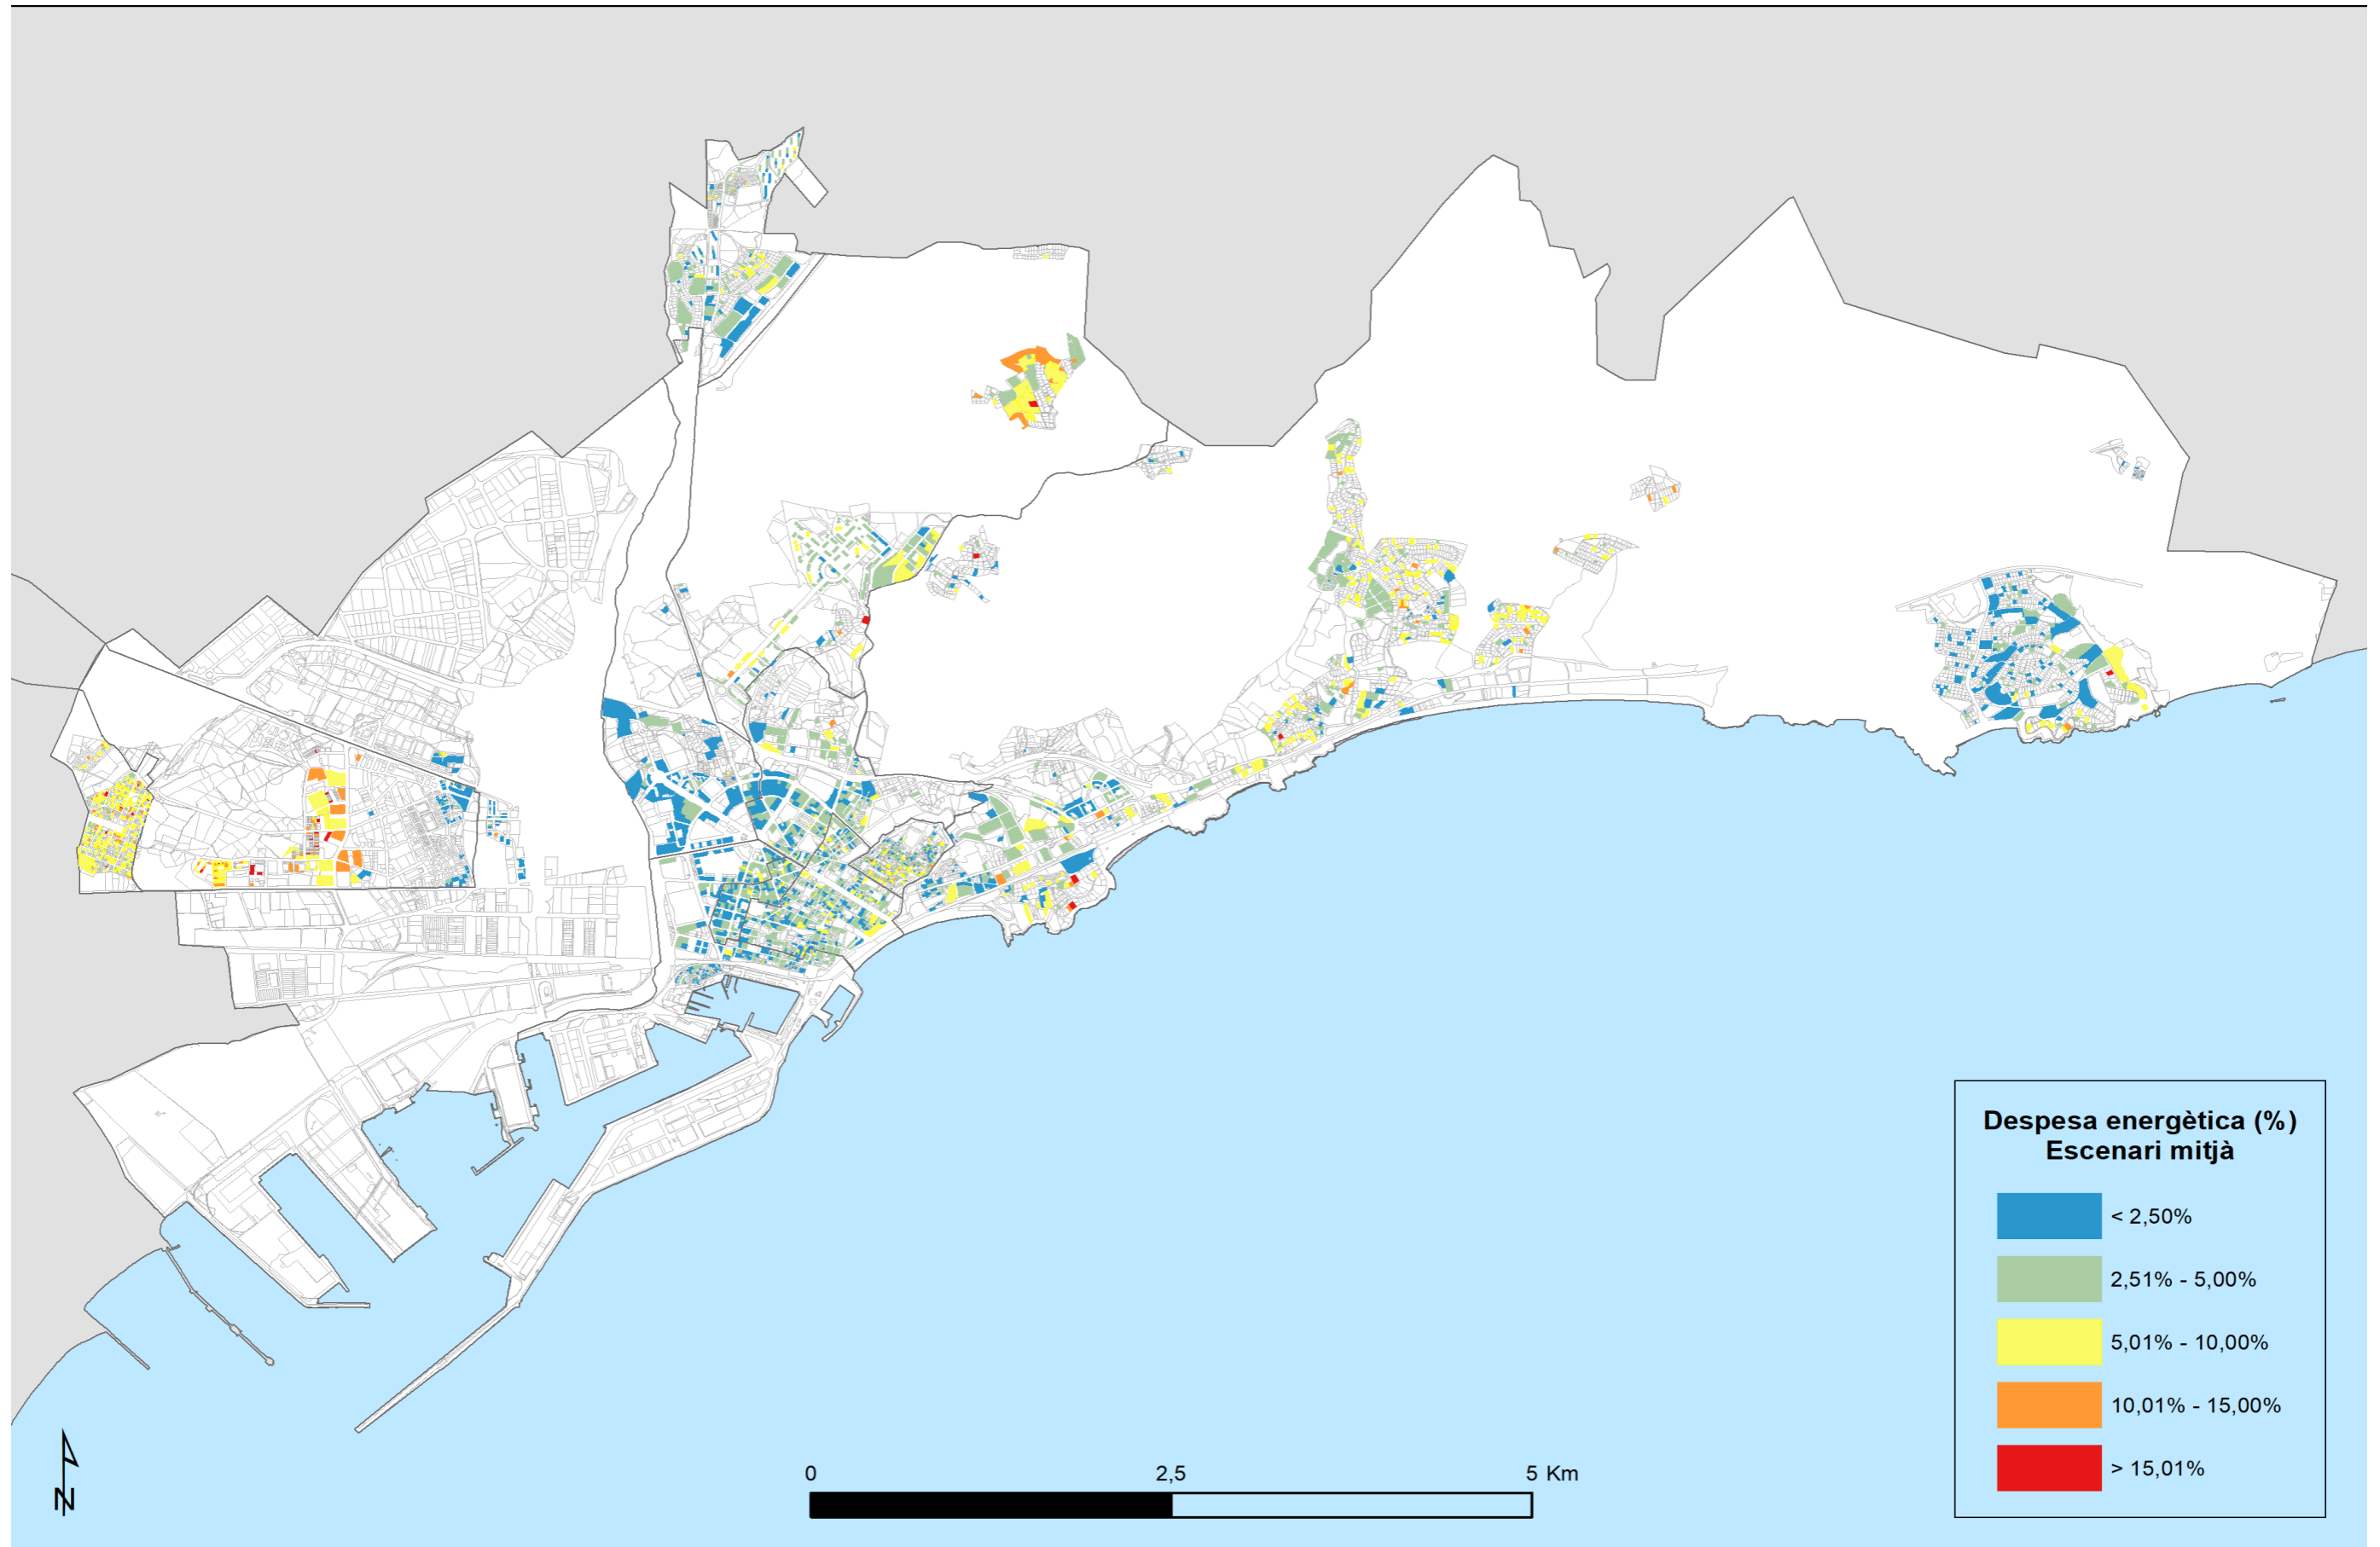 Despesa energètica (%)
Escenari mitjà
< 2,50%
2,51% - 5,00%
5,01% - 10,00%
10,01% - 15,00%
> 15,01%
0 2,5 5 Km
N